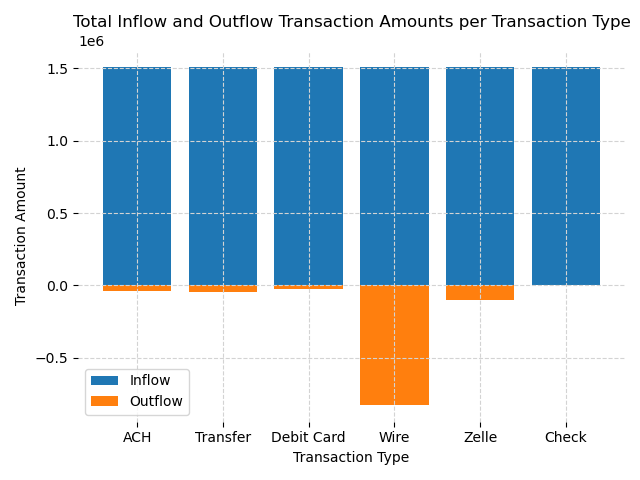 Total Inflow and Outflow Transaction Amounts per Transaction Type
1e6
1.5
1.0
0.5
0.0
−0.5
Transaction Amount
Inflow
Outflow
ACH Transfer Debit Card Wire Zelle Check
Transaction Type